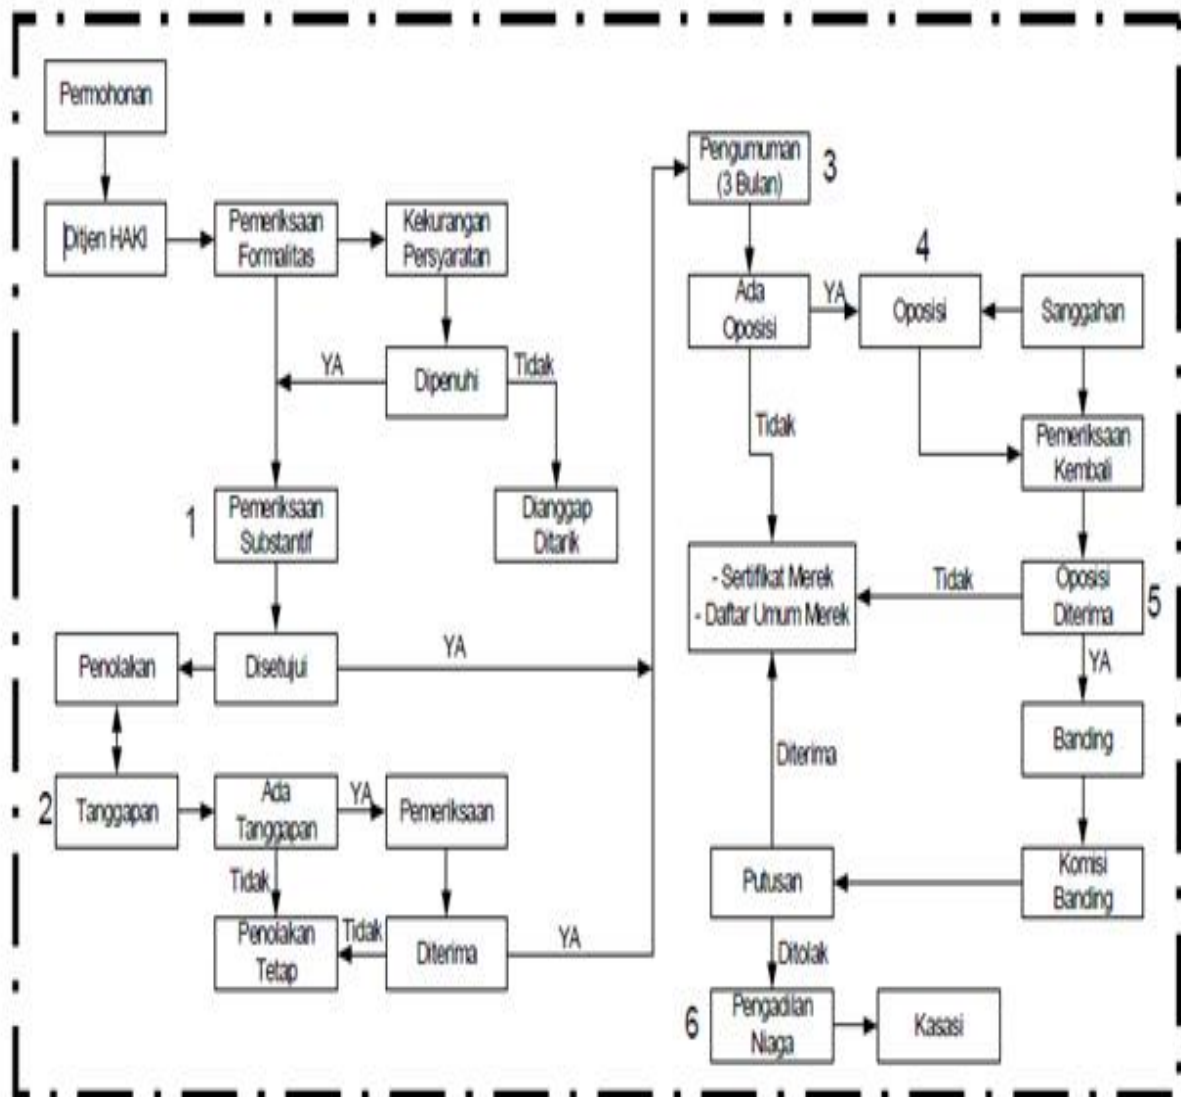 Permohonan
Ditjen HAKI
Pemeriksaan
Formalitas
Kekurangan
Persyaratan
YA
Dipenuhi
Tidak
1
Pemeriksaan
Substantif
Dianggap
Ditarik
Penolakan
Disetujui
YA
2
Tanggapan
Ada
Tanggapan
YA
Pemeriksaan
Tidak
Penolakan
Tetap
Tidak
Diterima
YA
Pengumuman
(3 Bulan)
3
Ada
Oposisi
YA
4
Oposisi
Sanggahan
Tidak
Pemeriksaan
Kembali
- Sertifikat Merek
- Daftar Umum Merek
Tidak
Oposisi
Diterima
5
YA
Banding
Diterima
Putusan
Komisi
Banding
Ditolak
6
Pengadilan
Niaga
Kasasi